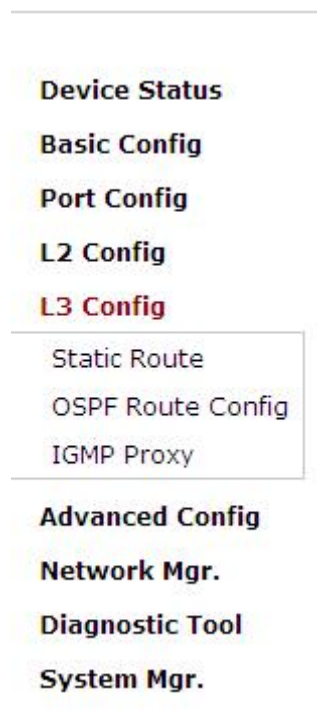 Device Status
Basic Config
Port Config
L2 Config
L3 Config
Static Route
OSPF Route Config
IGMP Proxy
Advanced Config
Network Mgr.
Diagnostic Tool
System Mgr.